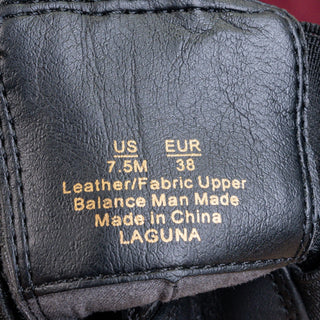 US EUR
7.5M 38
Leather/Fabric Upper
Balance Man Made
Made in China
LAGUNA